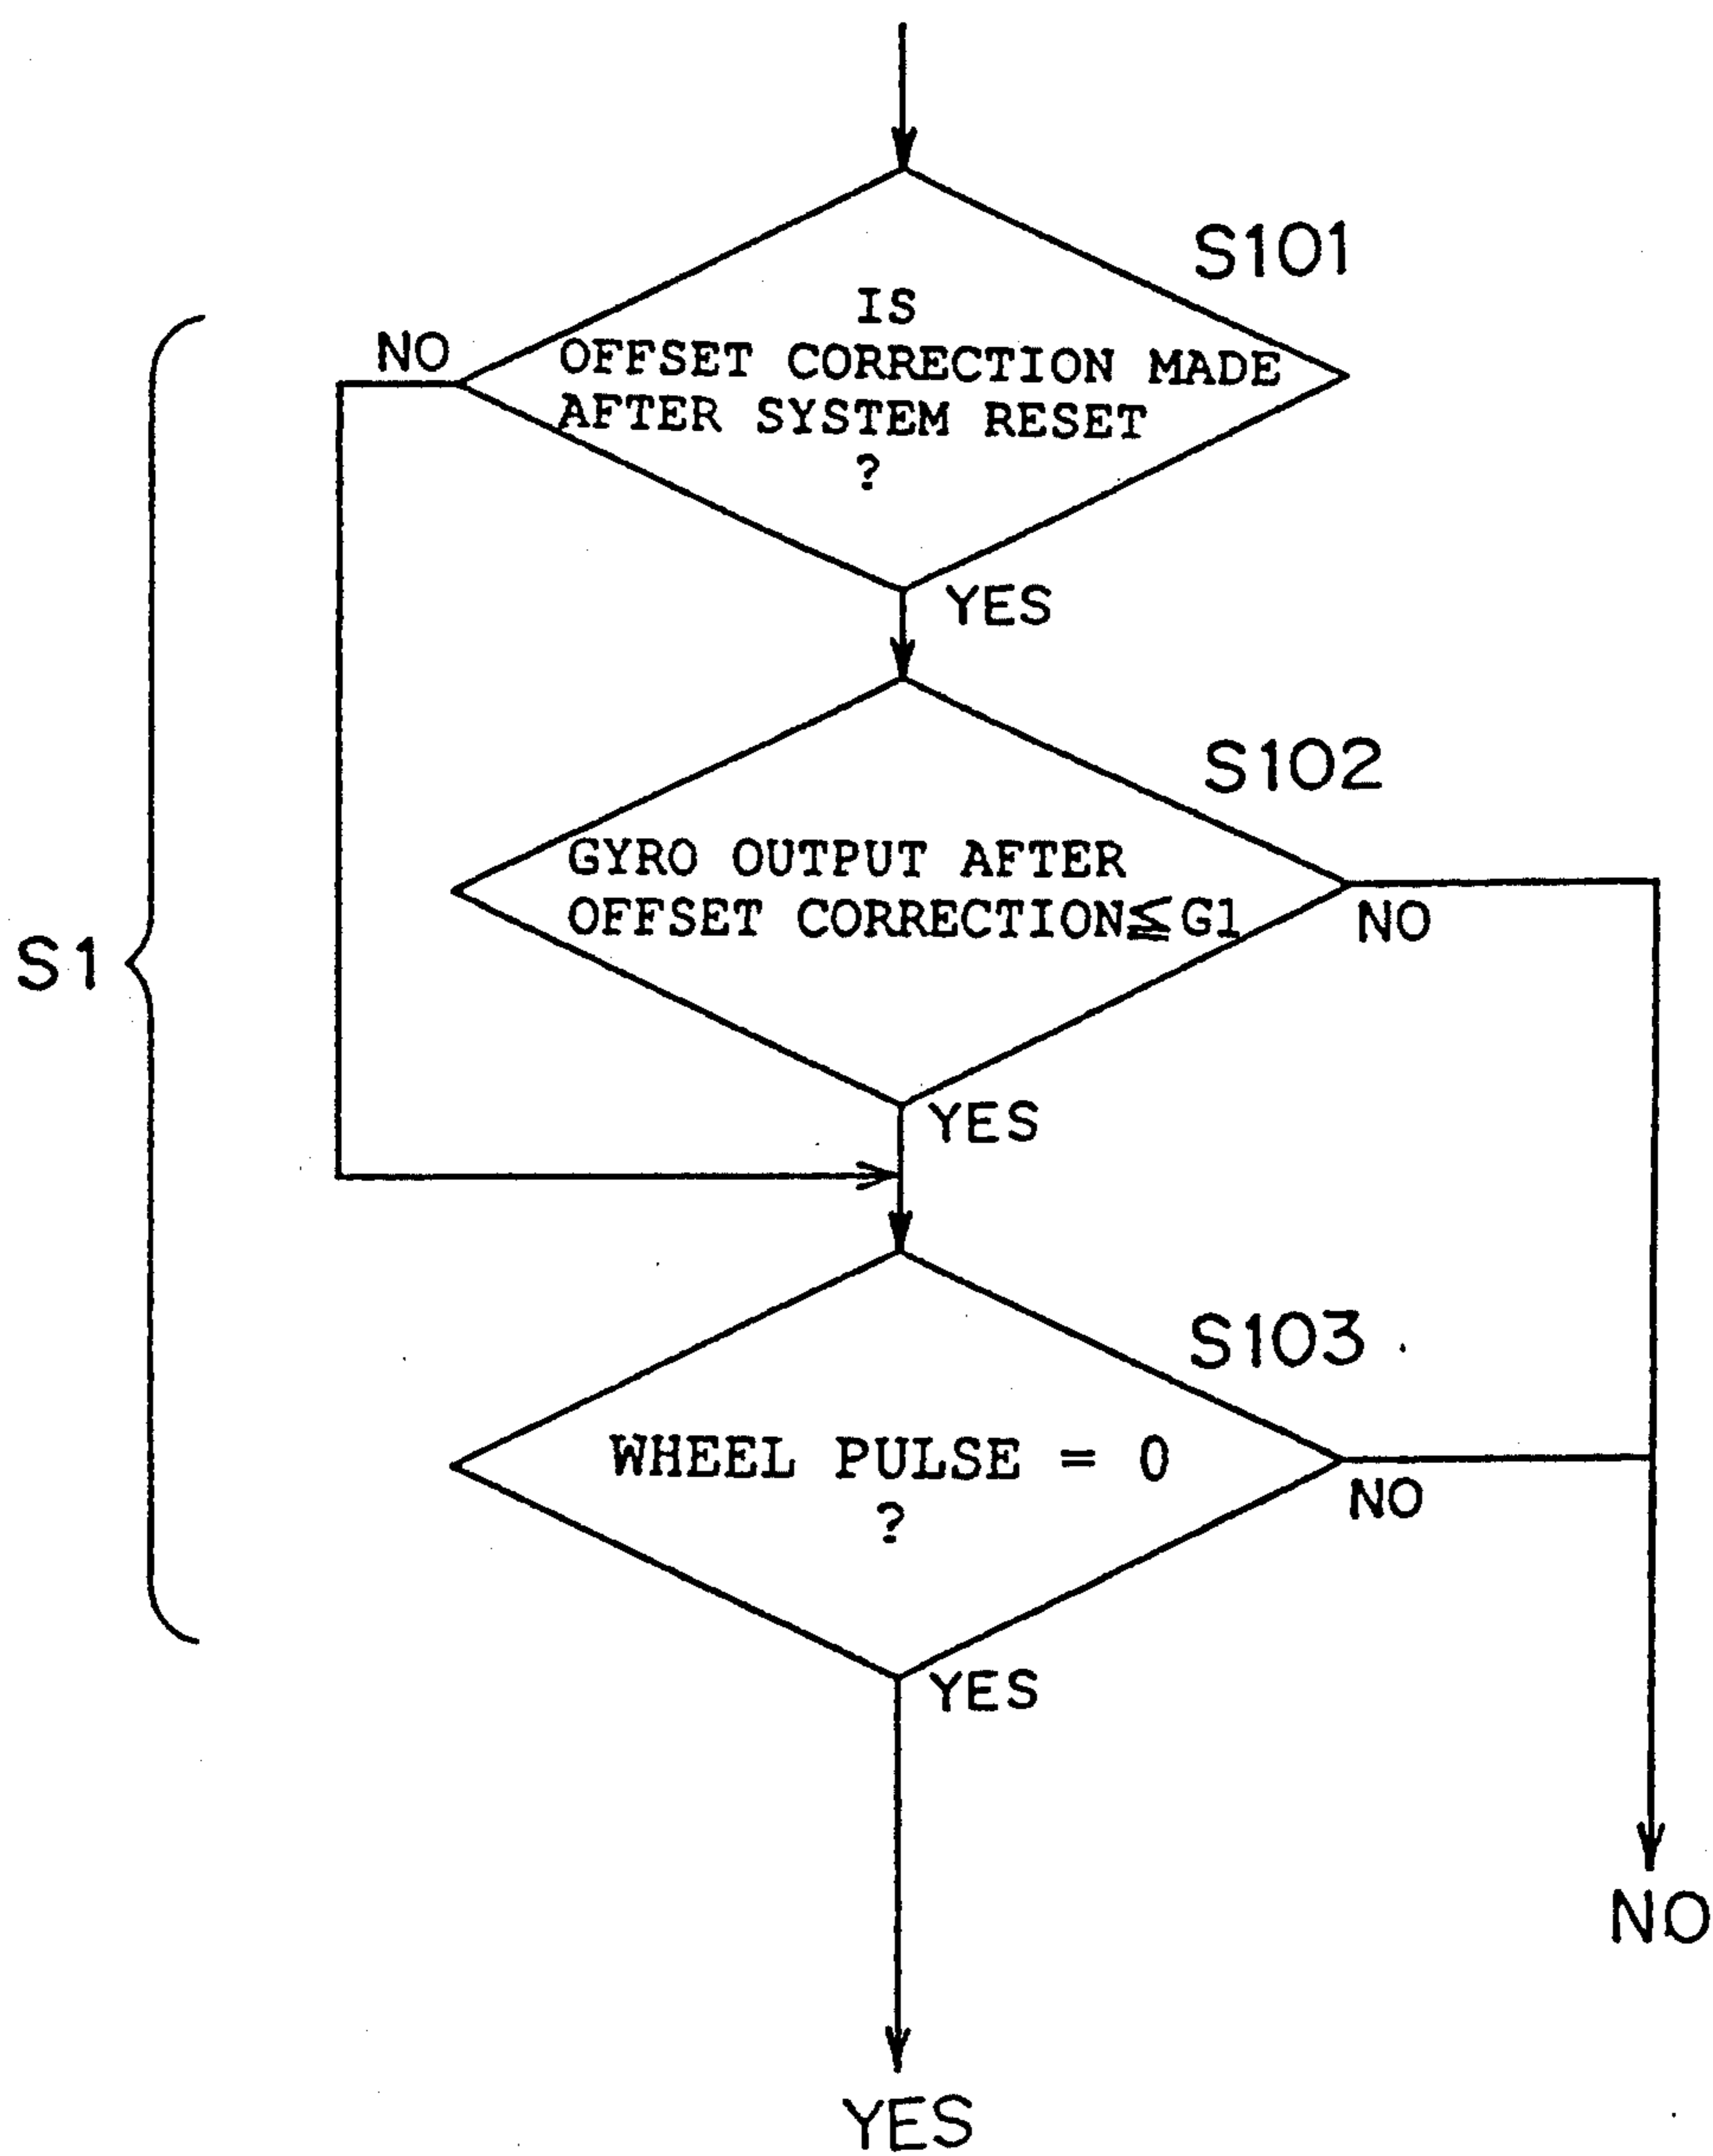 S101
IS
NO
OFFSET CORRECTION MADE
AFTER SYSTEM RESET
?
YES
S102
GYRO OUTPUT AFTER
OFFSET CORRECTION≦G1
NO
S1
YES
S103
WHEEL PULSE = 0
?
NO
YES
NO
YES